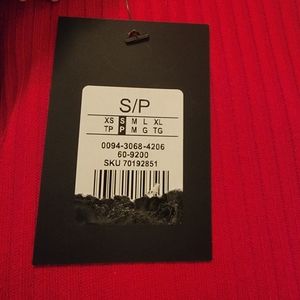 S/P
XS S M L XL
TP P M G TG
0094-3068-4206
60-9200
SKU 70192851